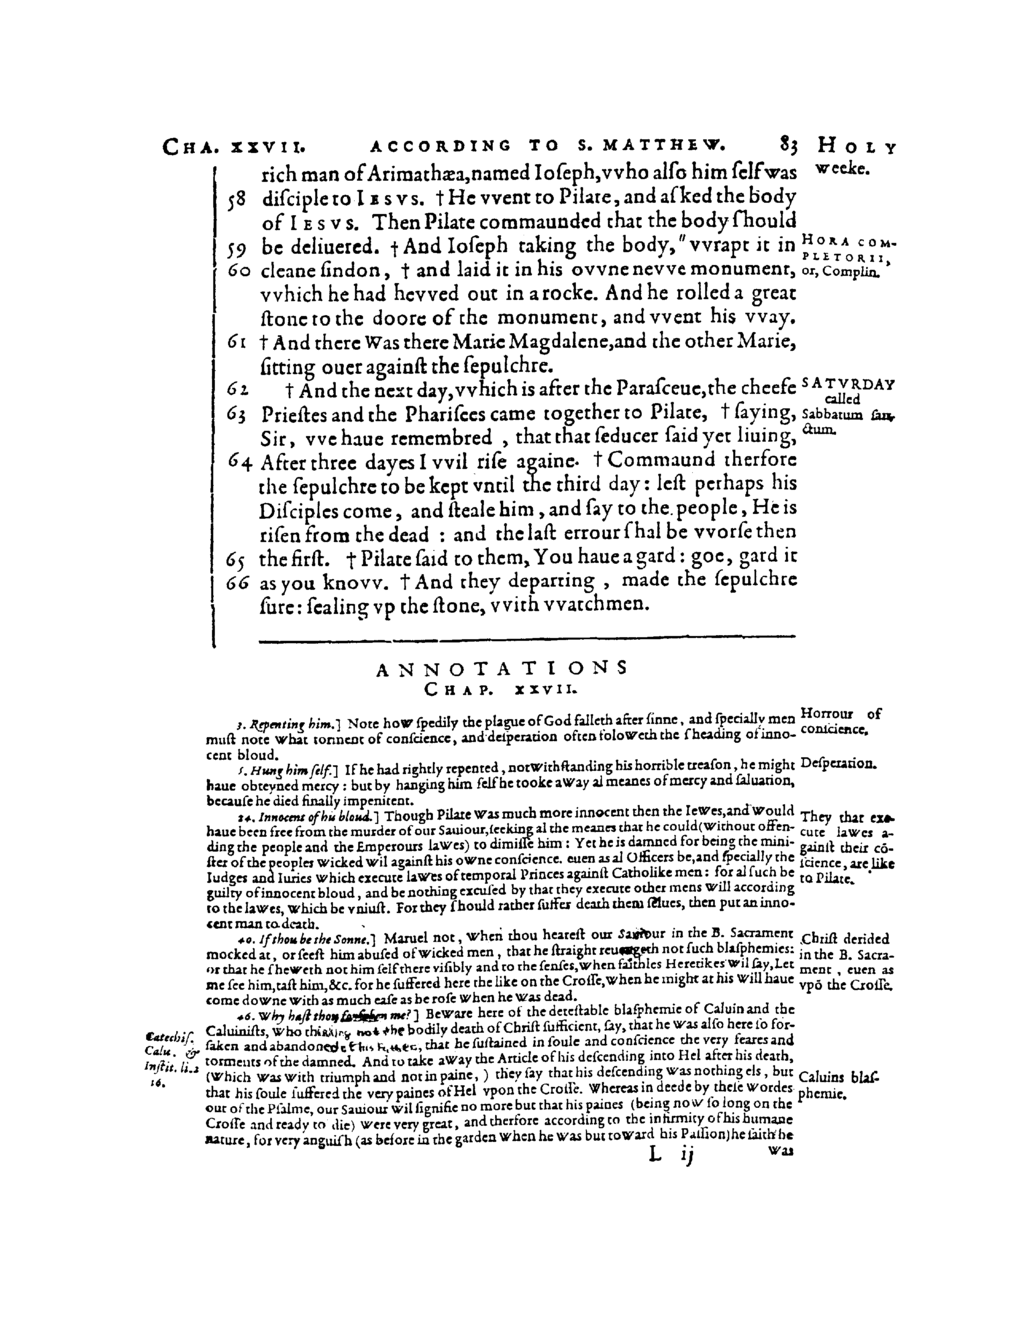 CHA. XXVII. ACCORDING TO S. MATTHEW. 83 HOLY
weeke.
rich man of Arimathæa, named Ioſeph, vvho alſo him ſelf was
58 diſciple to IESVS. † He vvent to Pilate, and aſked the body
of IESVS. Then Pilate commaunded that the body ſhould
59 be deliuered. † And Ioſeph taking the body, " vvrapt it in
60 cleane ſindon, † and laid it in his ovvne nevve monument,
HORA COM-
PLETORII,
or, Complin.
vvhich he had hevved out in a rocke. And he rolled a great
ſtone to the doore of the monument, and vvent his vvay.
61 † And there Was there Marie Magdalene, and the other Marie,
ſitting ouer againſt the ſepulchre.
62 † And the next day, vvhich is after the Paraſceue, the cheefe
63 Prieſtes and the Phariſees came together to Pilate, † ſaying,
SATVRDAY
called
Sabbatum ſan-
ctum.
Sir, vve haue remembred , that that ſeducer ſaid yet liuing,
64 After three dayes I vvil riſe againe. † Commaund therfore
the ſepulchre to be kept vntil the third day: leſt perhaps his
Diſciples come , and ſteale him , and ſay to the people , He is
riſen from the dead : and the laſt errour ſhal be vvorſe then
65 the firſt. † Pilate ſaid to them, You haue a gard : goe, gard it
66 as you knovv. † And they departing , made the ſepulchre
ſure : ſealing vp the ſtone, vvith vvatchmen.
ANNOTATIONS
CHAP. XXVII.
3. Repenting him.] Note how ſpedily the plague of God falleth after ſinne, and ſpecially men
muſt note what torment of conſcience, and deſperation often foloweth the ſheading of inno-
cent bloud.
Horrour of
conſcience.
5. Hung him ſelf.] If he had rightly repented, notwithſtanding his horrible treaſon, he might
haue obteyned mercy : but by hanging him ſelf he tooke away al meanes of mercy and ſaluation,
becauſe he died finally impenitent.
Deſperation.
24. Innocent of his bloud.] Though Pilate was much more innocent then the Iewes, and would
haue been free from the murder of our Sauiour, ſeeking al the meanes that he could (without offen-
ding the people and the Emperours lawes) to dimiſſe him : Yet he is damned for being the mini-
ſter of the peoples wicked wil againſt his owne conſcience. euen as al Officers be, and ſpecially the
Iudges and Iuries which execute lawes of temporal Princes againſt Catholike men : for al ſuch be
guilty of innocent bloud, and be nothing excuſed by that they execute other mens will according
to the lawes, which be vniuſt. For they ſhould rather ſuffer death them ſelues, then put an inno-
cent man to death.
They that exe-
cute lawes a-
gainſt their cō-
ſcience, are like
to Pilate.
40. If thou be the Sonne.] Maruel not, when thou heareſt our Sauiour in the B. Sacrament
mocked at, or ſeeſt him abuſed of wicked men, that he ſtraight reuengeth not ſuch blaſphemies:
or that he ſheweth not him ſelf there viſibly and to the ſenſes, when faithles Heretikes wil ſay, Let
me ſee him, taſt him, &c. for he ſuffered here the like on the Croſſe, when he might at his will haue
come downe with as much eaſe as he roſe when he was dead.
Chriſt derided
in the B. Sacra-
ment , euen as
vpō the Croſſe.
46. Why haſt thou forſaken me?] Beware here of the deteſtable blaſphemie of Caluin and the
Caluiniſts, who thinking not the bodily death of Chriſt ſufficient, ſay, that he was alſo here ſo for-
ſaken and abandoned of his Father, that he ſuſtained in ſoule and conſcience the very feares and
torments of the damned. And to take away the Article of his deſcending into Hel after his death,
(which was with triumph and not in paine, ) they ſay that his deſcending was nothing els, but
that his ſoule ſuffered the very paines of Hel vpon the Croſſe. Whereas in deede by theſe wordes
out of the Pſalme, our Sauiour wil ſignifie no more but that his paines (being now ſo long on the
Croſſe and ready to die) were very great, and therfore according to the infirmity of his humane
nature, for very anguiſh (as before in the garden when he was but toward his Paſſion) he ſaith he
Catechiſ.
Calu. &
Inſtit. li. 2
16.
Caluins blaſ-
phemie.
L ij was